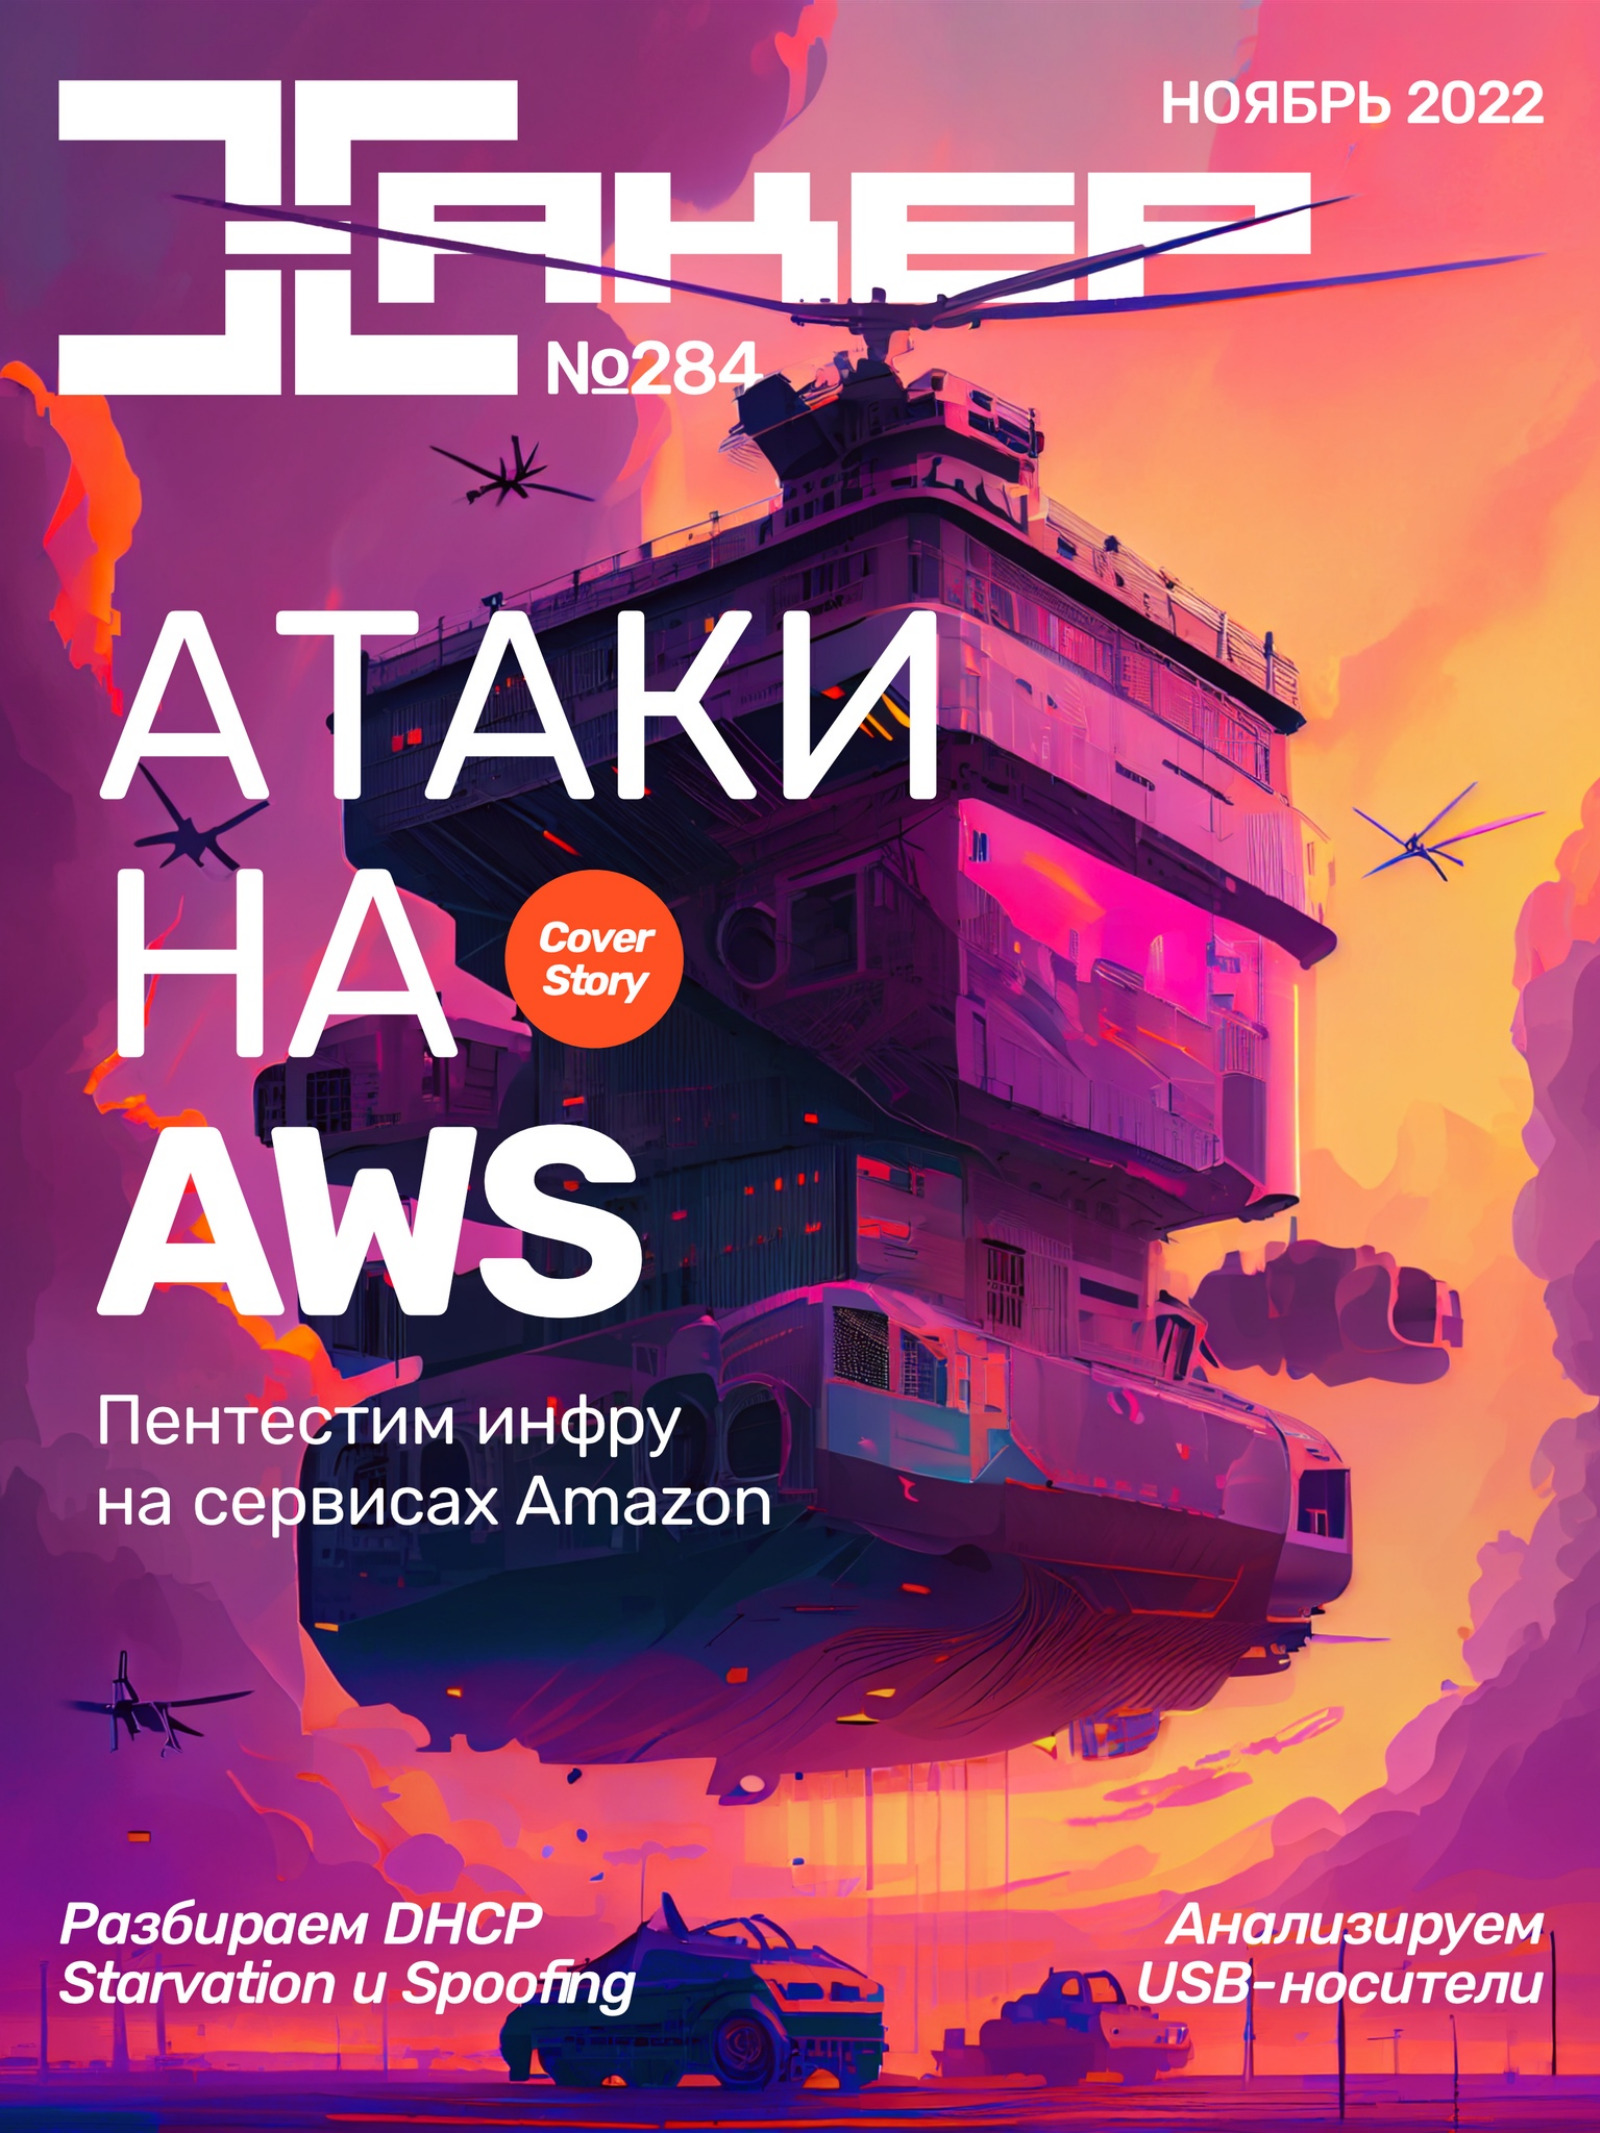 НОЯБРЬ 2022
ХАКЕР
№284
АТАКИ
НА
Cover
Story
AWS
Пентестим инфру
на сервисах Amazon
Разбираем DHCP
Starvation и Spoofing
Анализируем
USB-носители